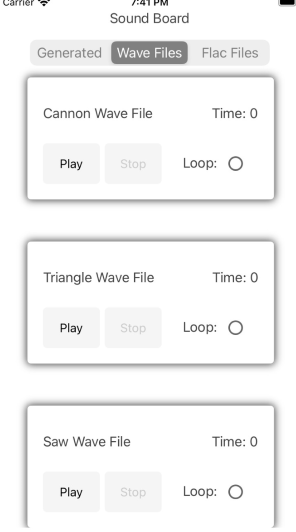 Carrier 7:41 PM
Sound Board
Generated Wave Files Flac Files
Cannon Wave File Time: 0
Play Stop Loop:
Triangle Wave File Time: 0
Play Stop Loop:
Saw Wave File Time: 0
Play Stop Loop: